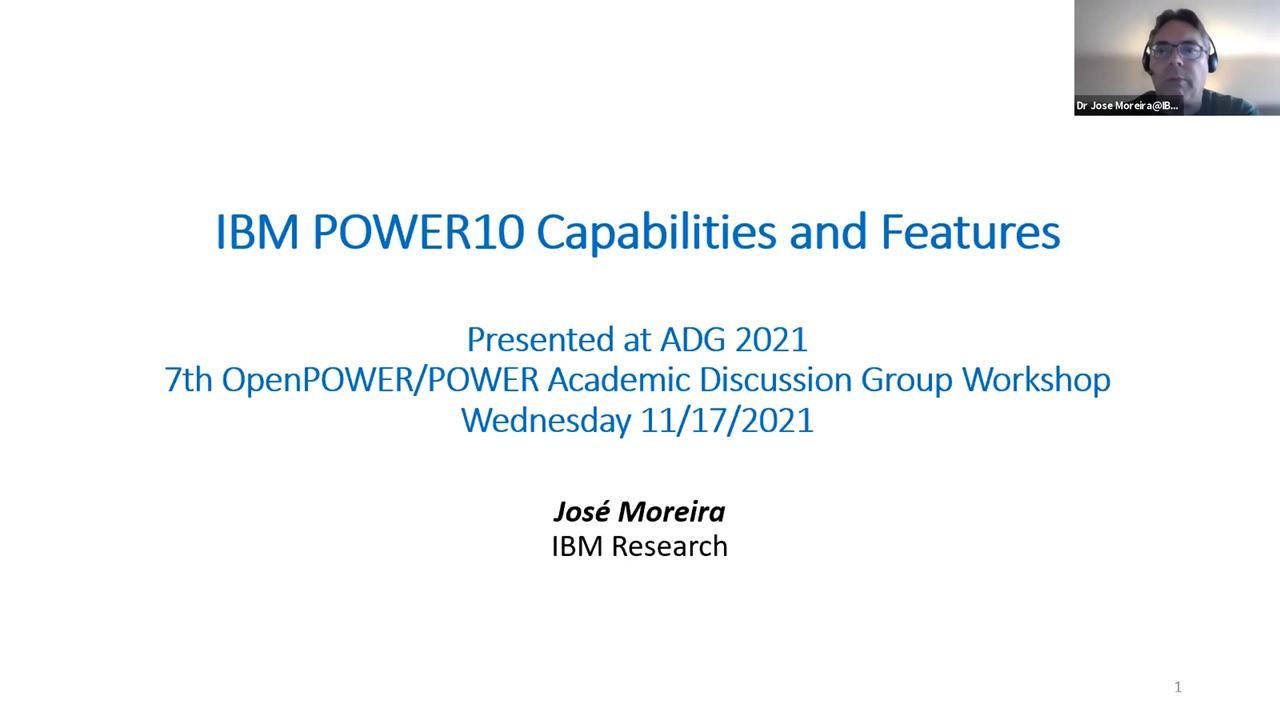 Dr Jose Moreira@IB...
IBM POWER10 Capabilities and Features
Presented at ADG 2021
7th OpenPOWER/POWER Academic Discussion Group Workshop
Wednesday 11/17/2021
José Moreira
IBM Research
1